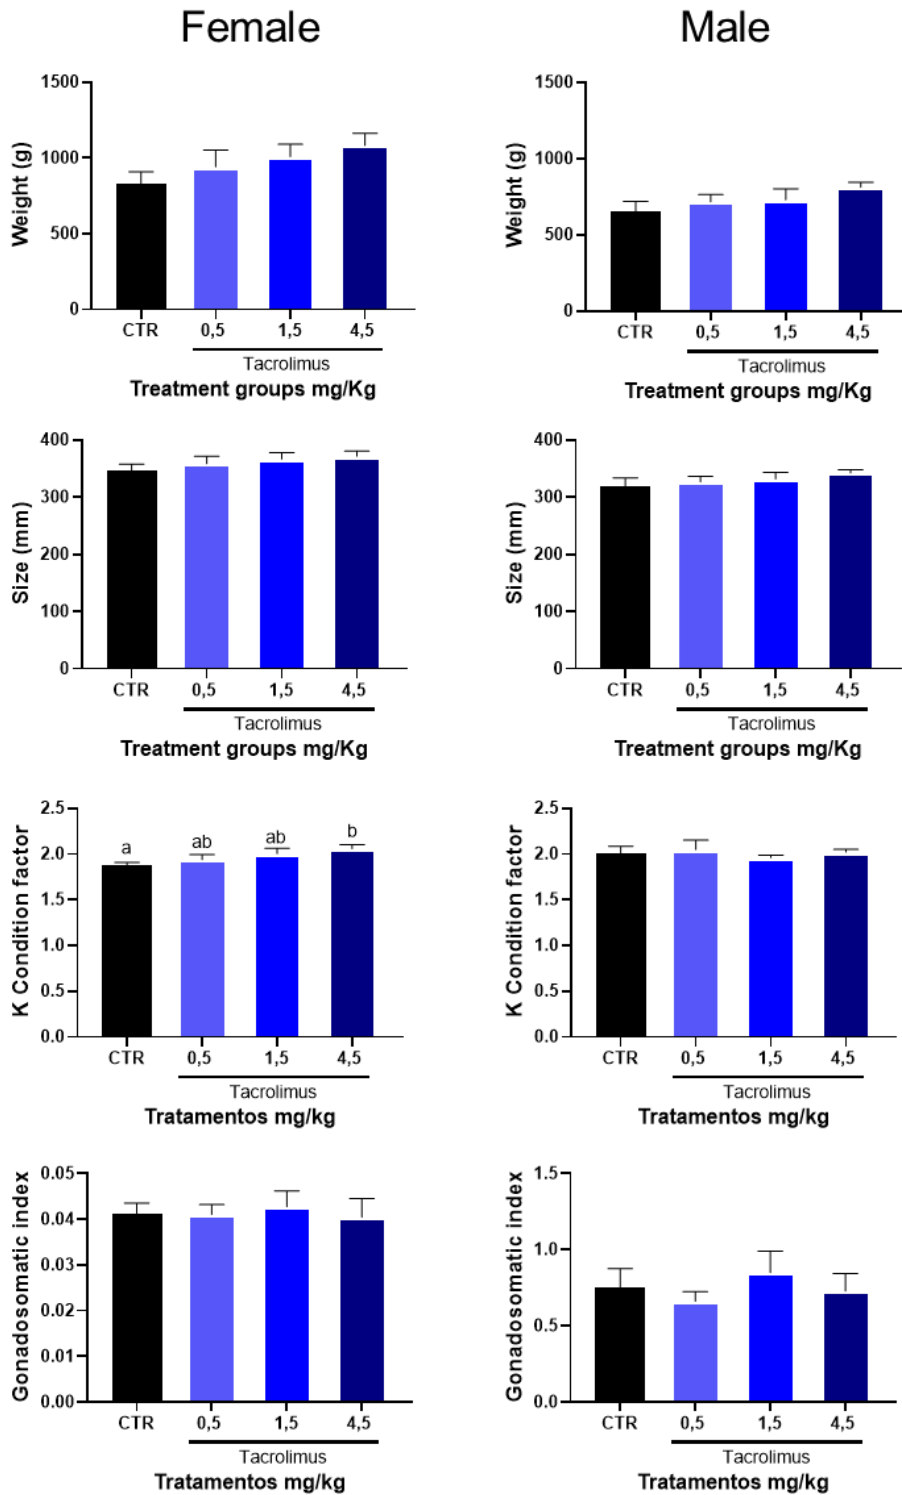 Female
Male
Weight (g)
1500
1000
500
0
CTR 0,5 1,5 4,5
Tacrolimus
Treatment groups mg/Kg
Weight (g)
1500
1000
500
0
CTR 0,5 1,5 4,5
Tacrolimus
Treatment groups mg/Kg
Size (mm)
400
300
200
100
0
CTR 0,5 1,5 4,5
Tacrolimus
Treatment groups mg/Kg
Size (mm)
400
300
200
100
0
CTR 0,5 1,5 4,5
Tacrolimus
Treatment groups mg/Kg
K Condition factor
2.5
2.0
1.5
1.0
0.5
0.0
a ab ab b
CTR 0,5 1,5 4,5
Tacrolimus
Tratamentos mg/kg
K Condition factor
2.5
2.0
1.5
1.0
0.5
0.0
CTR 0,5 1,5 4,5
Tacrolimus
Tratamentos mg/kg
Gonadosomatic index
0.05
0.04
0.03
0.02
0.01
0.00
CTR 0,5 1,5 4,5
Tacrolimus
Tratamentos mg/kg
Gonadosomatic index
1.5
1.0
0.5
0.0
CTR 0,5 1,5 4,5
Tacrolimus
Tratamentos mg/kg